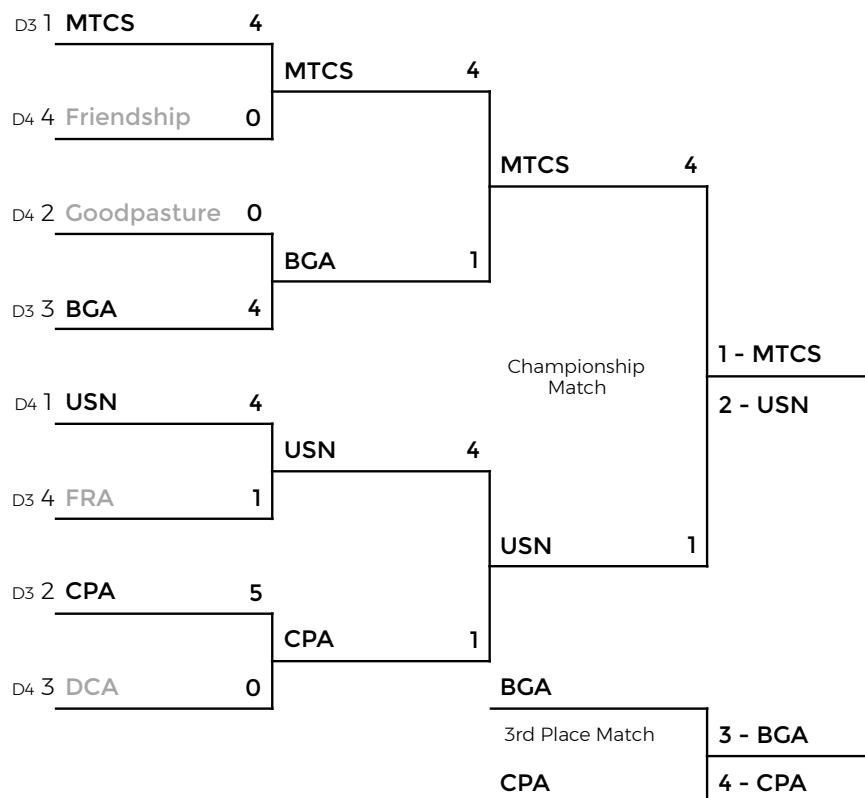 D3 1 MTCS 4
MTCS 4
D4 4 Friendship 0
MTCS 4
D4 2 Goodpasture 0
BGA 1
D3 3 BGA 4
Championship
Match
1 - MTCS
2 - USN
D4 1 USN 4
USN 4
D3 4 FRA 1
USN 1
D3 2 CPA 5
CPA 1
D4 3 DCA 0
BGA
3rd Place Match
3 - BGA
CPA
4 - CPA